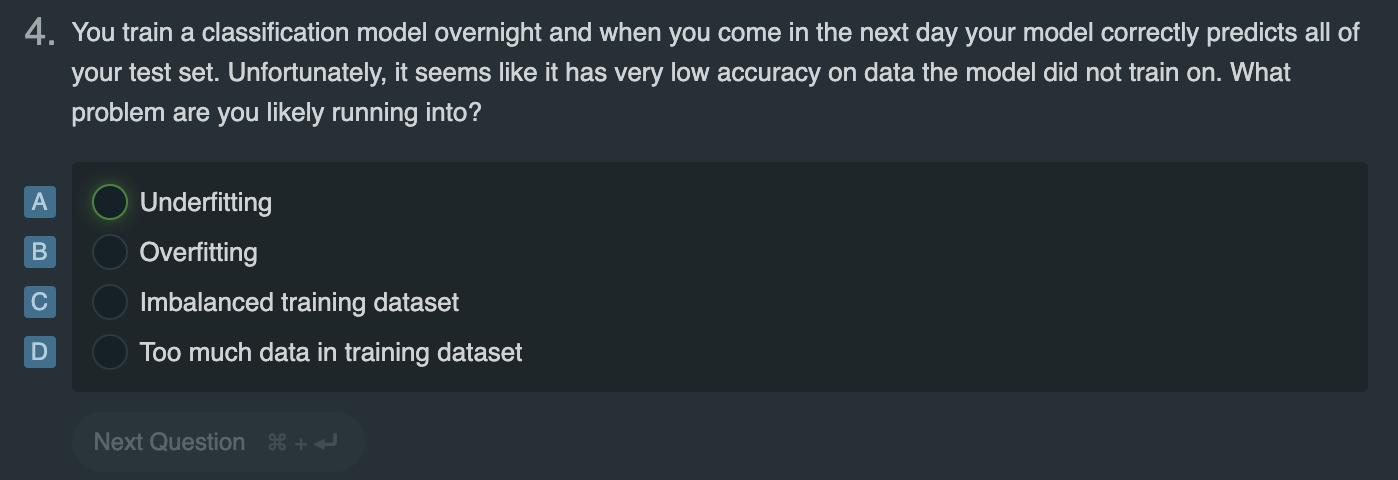 4. You train a classification model overnight and when you come in the next day your model correctly predicts all of
your test set. Unfortunately, it seems like it has very low accuracy on data the model did not train on. What
problem are you likely running into?
A Underfitting
B Overfitting
C Imbalanced training dataset
D Too much data in training dataset
Next Question ⌘ + ↵